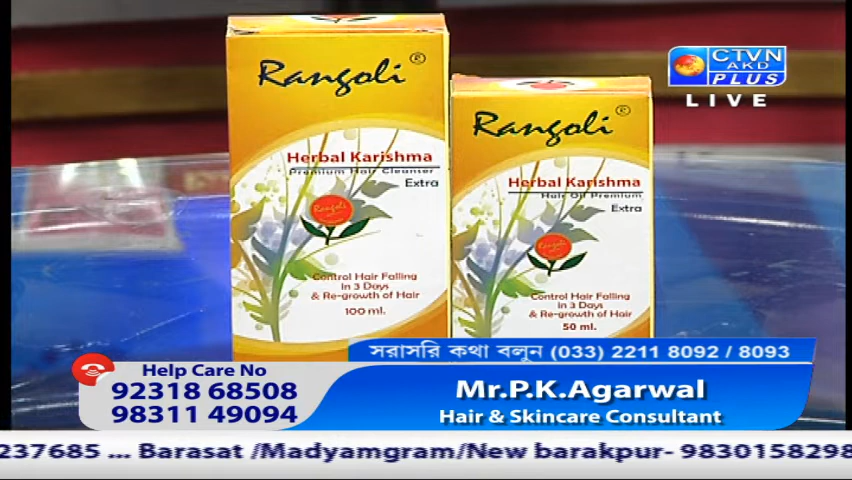 Rangoli
Herbal Karishma
Premium Hair Cleanser
Extra
Rangoli
Control Hair Falling
In 3 Days
& Re-growth of Hair
100 ml.
Rangoli
Herbal Karishma
Hair Oil Premium
Extra
Rangoli
Control Hair Falling
in 3 Days
& Re-growth of Hair
50 ml.
CTVN
AKD
PLUS
LIVE
সরাসরি কথা বলুন (033) 2211 8092 / 8093
Help Care No
92318 68508
98311 49094
Mr.P.K.Agarwal
Hair & Skincare Consultant
237685 ... Barasat /Madyamgram/New barakpur- 9830158298